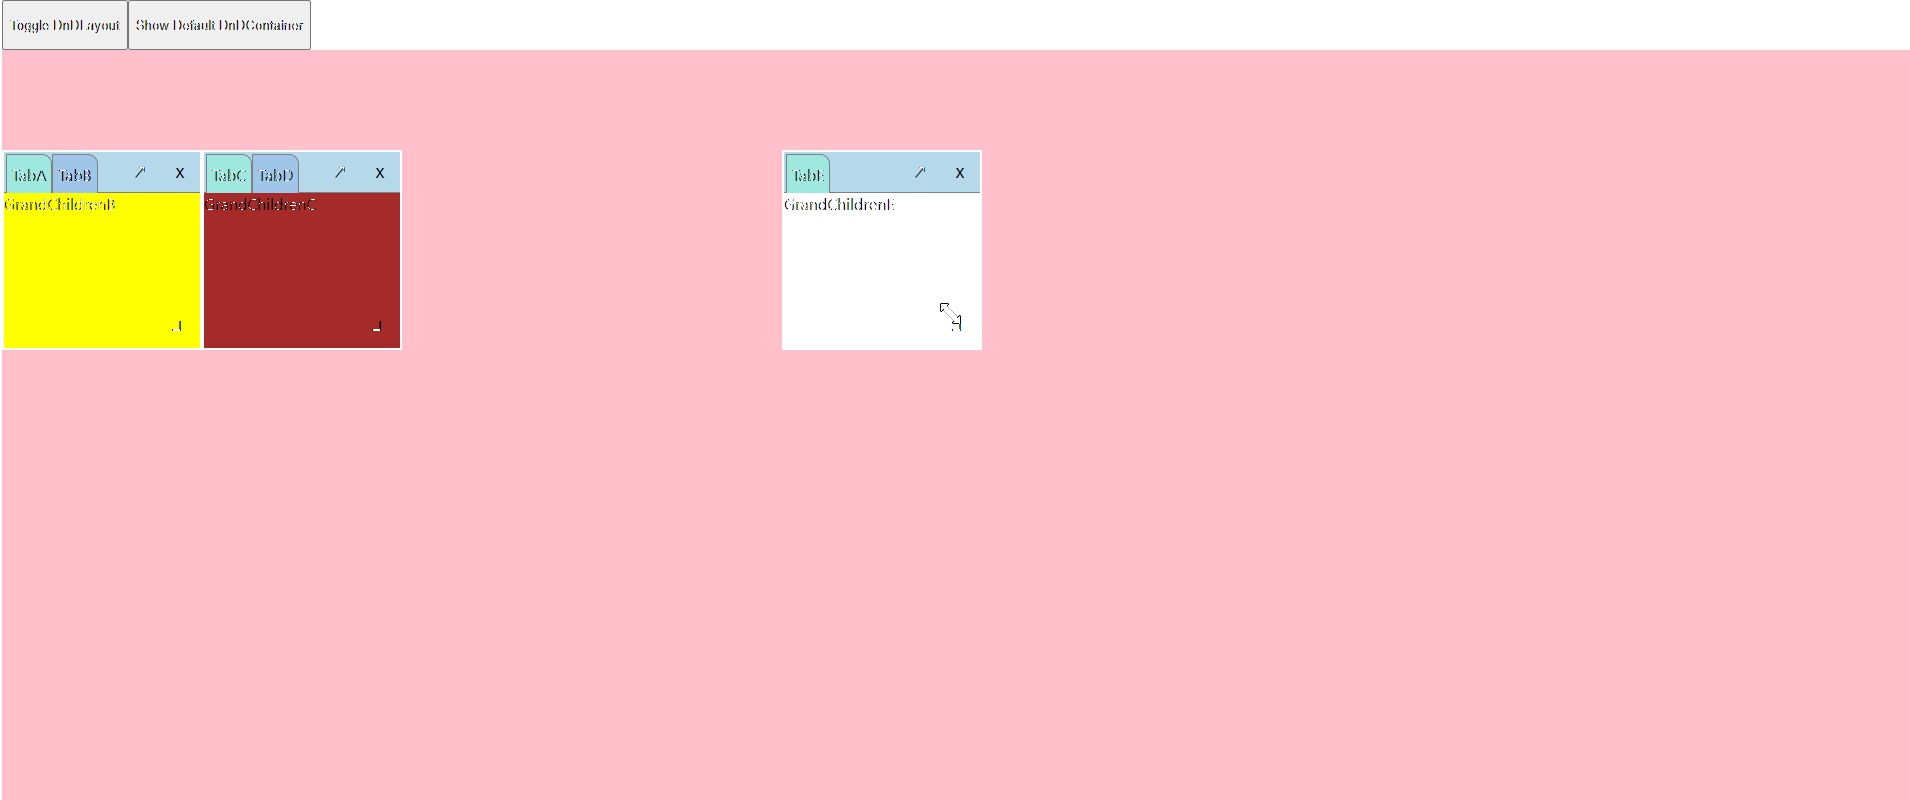 Toggle DnDLayout Show Default DnDContainer
TabA TabB X TabC TabD X TabE X
GrandChildrenB GrandChildrenC GrandChildrenE